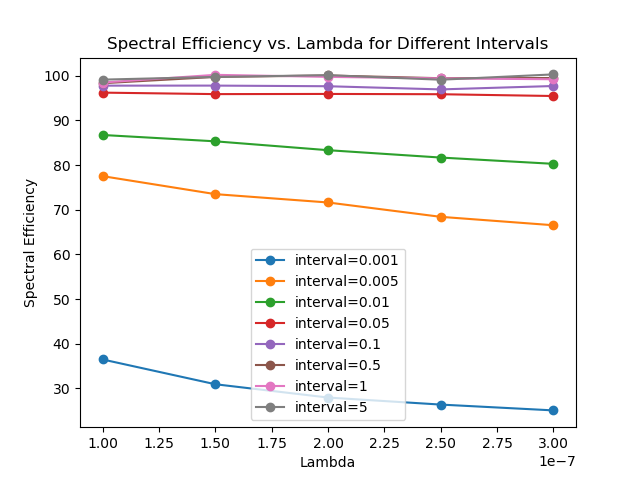 Spectral Efficiency vs. Lambda for Different Intervals
Spectral Efficiency
100
90
80
70
60
50
40
30
interval=0.001
interval=0.005
interval=0.01
interval=0.05
interval=0.1
interval=0.5
interval=1
interval=5
1.00 1.25 1.50 1.75 2.00 2.25 2.50 2.75 3.00
1e−7
Lambda